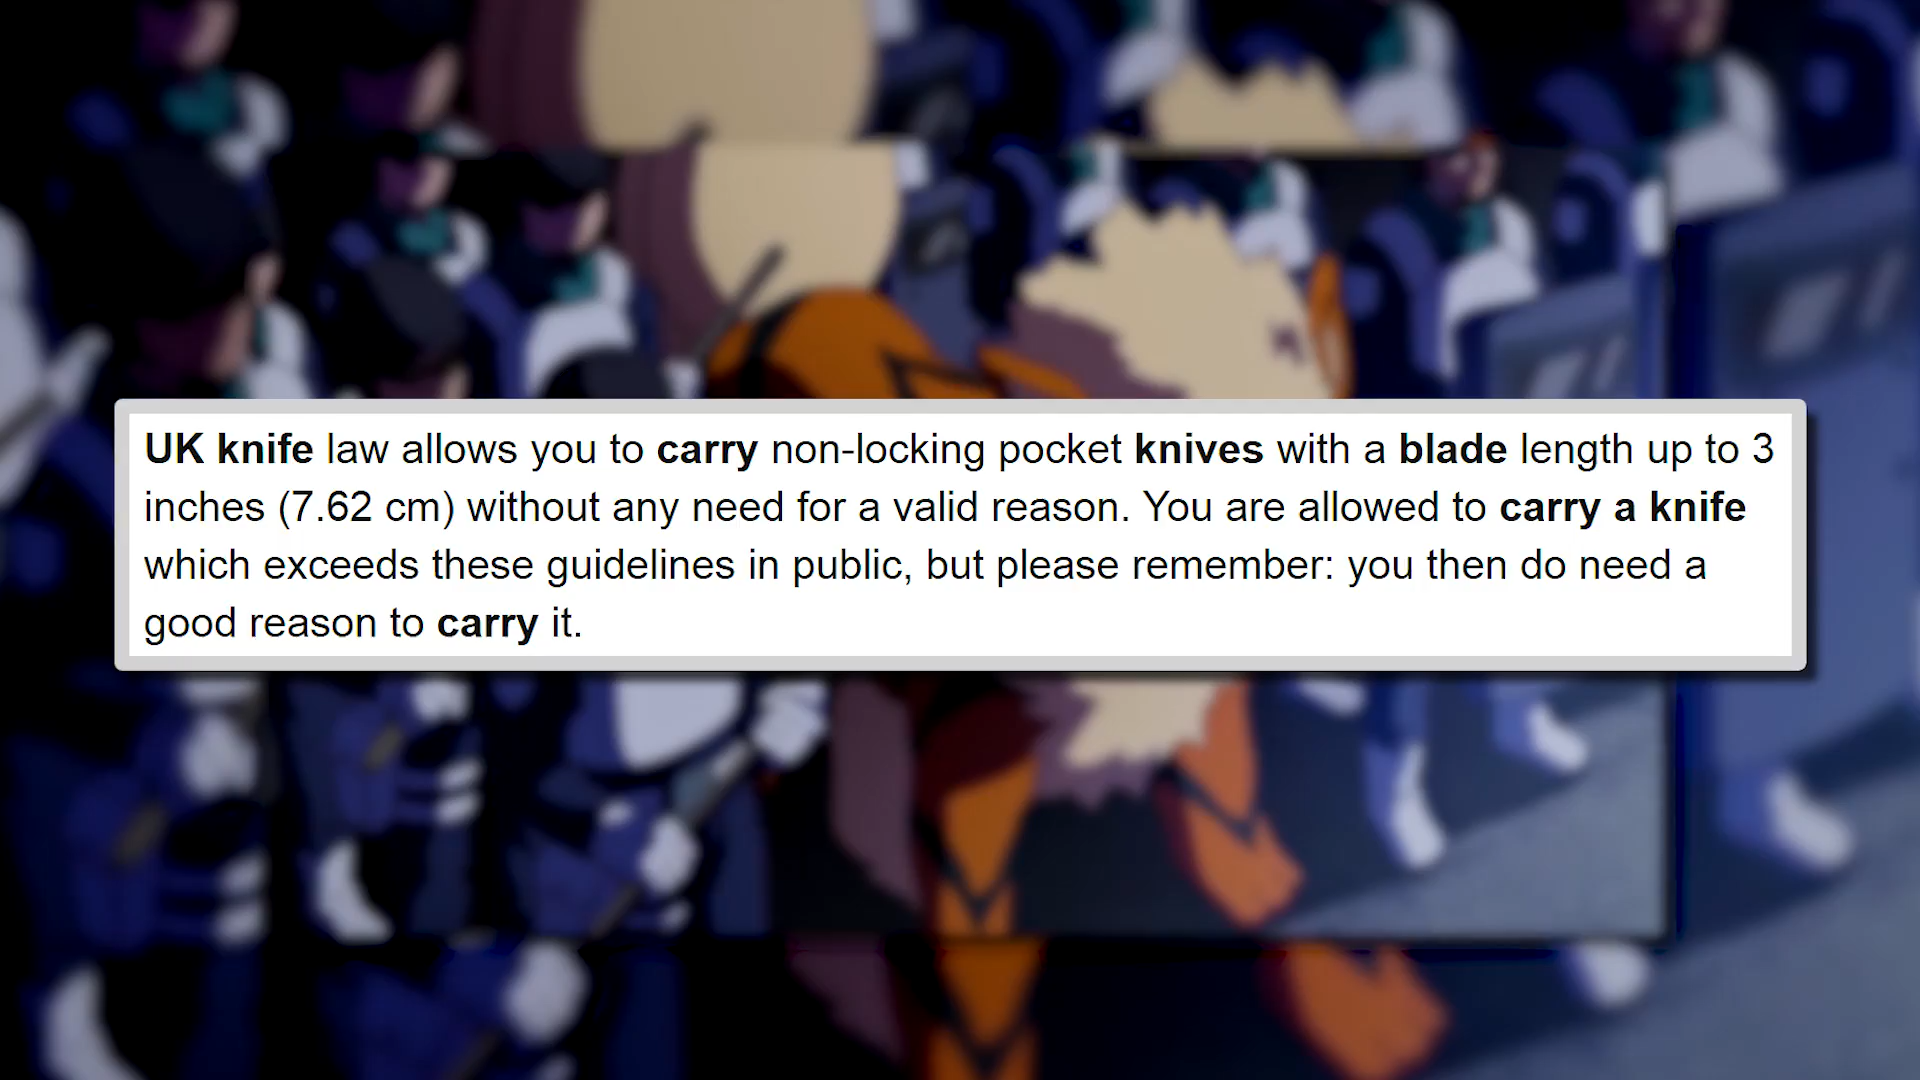 UK knife law allows you to carry non-locking pocket knives with a blade length up to 3
inches (7.62 cm) without any need for a valid reason. You are allowed to carry a knife
which exceeds these guidelines in public, but please remember: you then do need a
good reason to carry it.